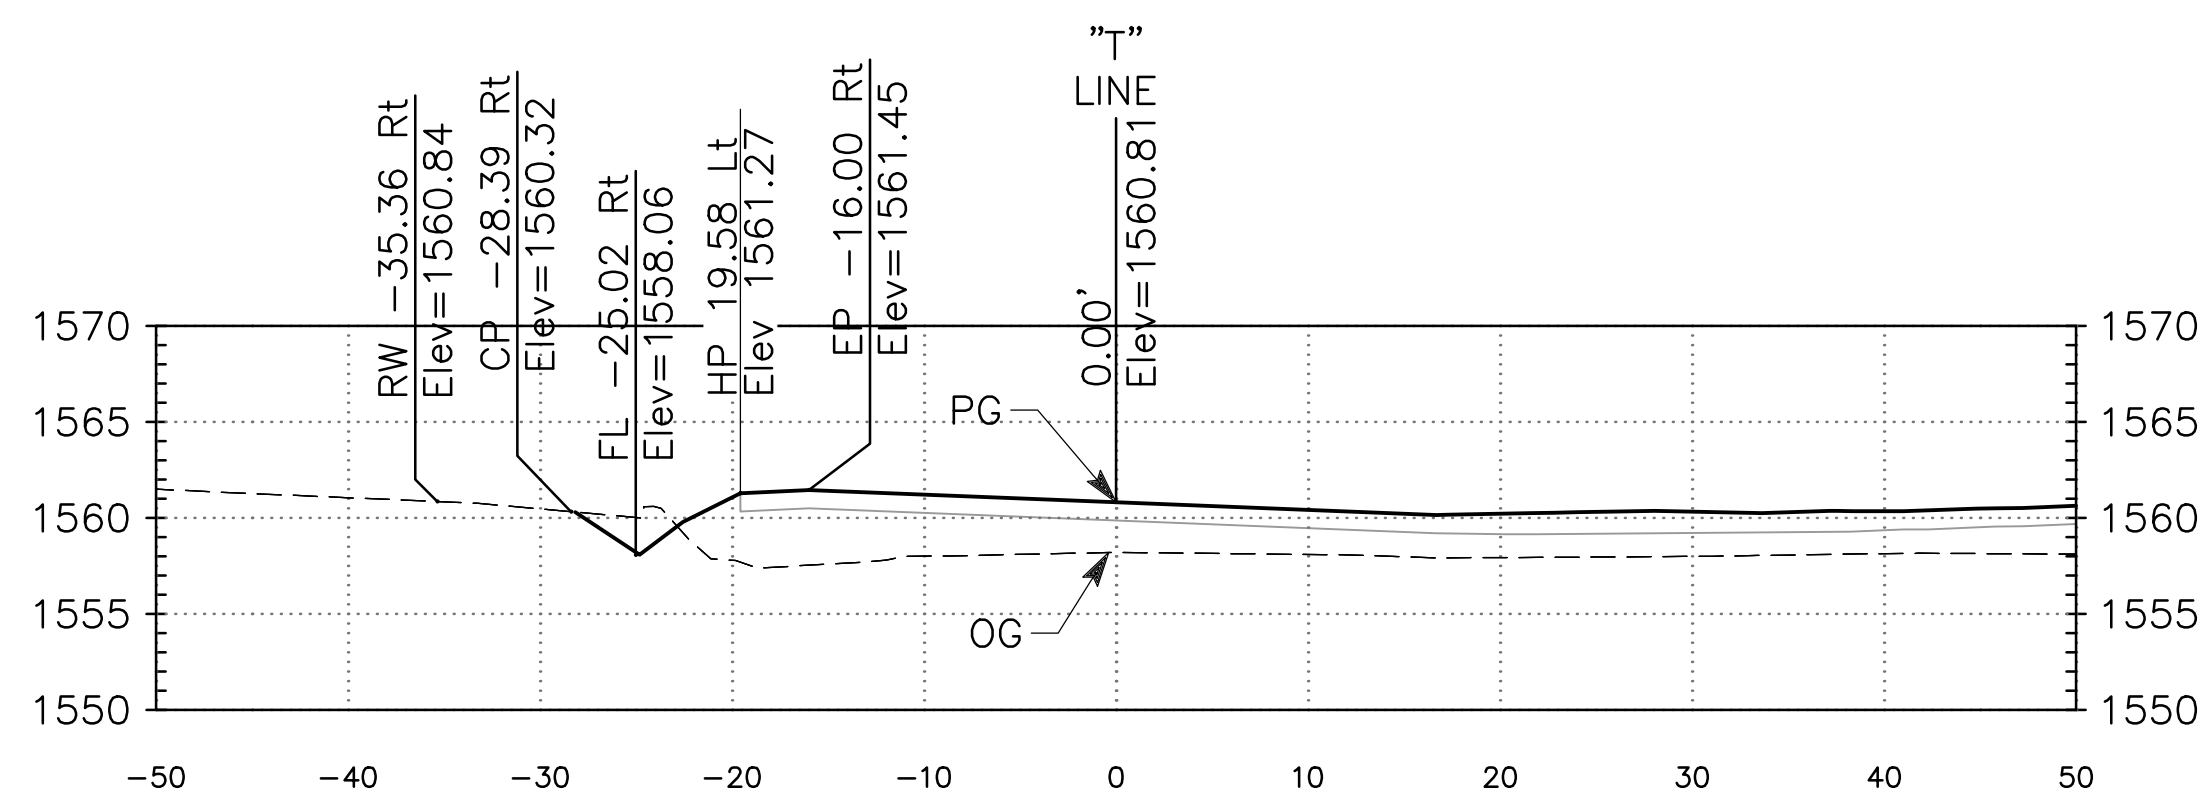 "T"
LINE
RW -35.36 Rt
Elev=1560.84
CP -28.39 Rt
Elev=1560.32
FL -25.02 Rt
Elev=1558.06
HP 19.58 Lt
Elev 1561.27
EP -16.00 Rt
Elev=1561.45
0.00'
Elev=1560.81
1570 1570
PG
1565 1565
1560 1560
OG
1555 1555
1550 1550
-50 -40 -30 -20 -10 0 10 20 30 40 50